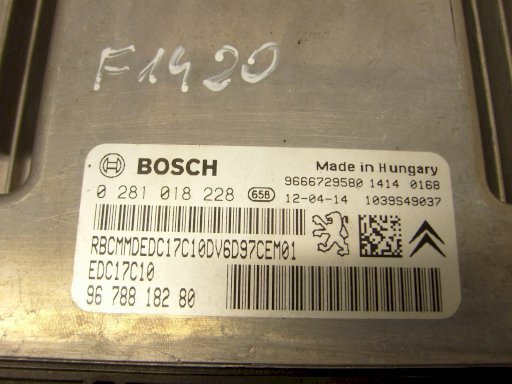 F1420
BOSCH Made in Hungary
0 281 018 228 658 9666729580 1414 0168
12-04-14 1039S49037
RBCMMDEDC17C10DV6D97CEM01
EDC17C10
96 788 182 80